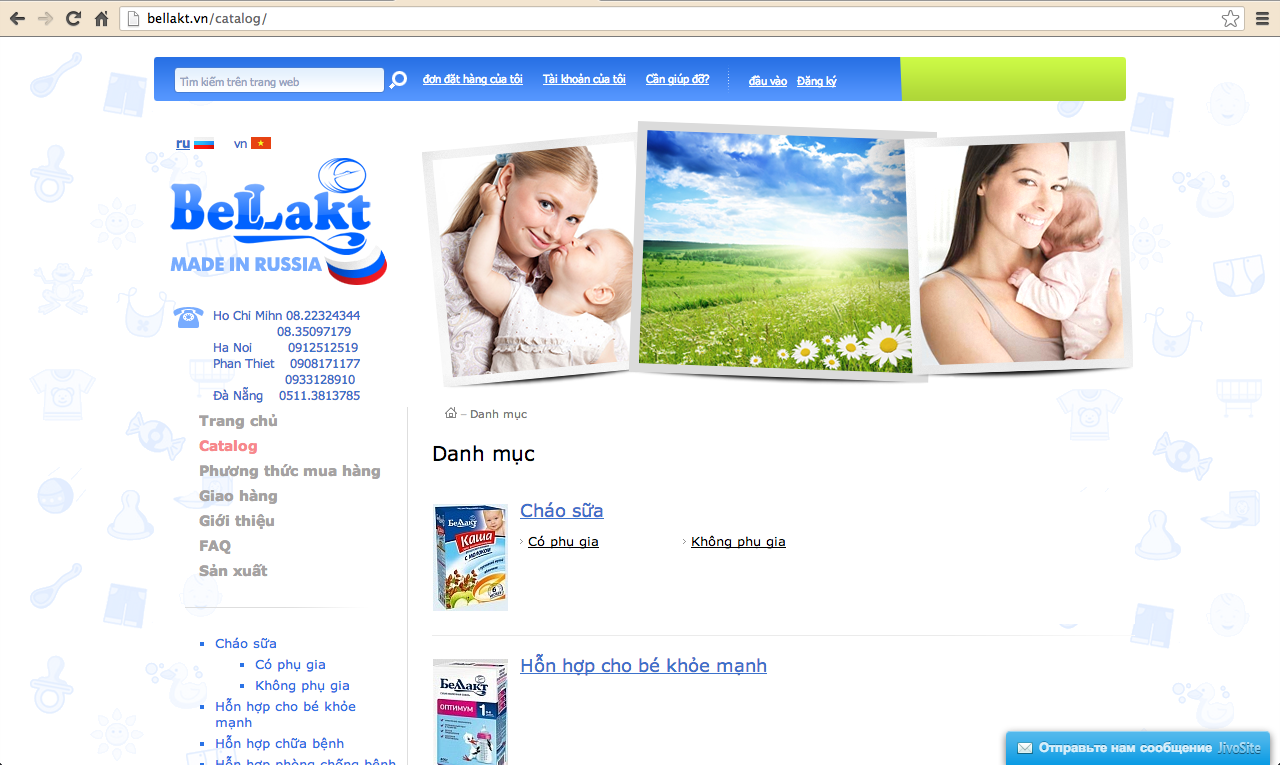 bellakt.vn/catalog/
Tìm kiếm trên trang web
đơn đặt hàng của tôi
Tài khoản của tôi
Cần giúp đỡ?
đầu vào
Đăng ký
ru
vn
BeLLakt
MADE IN RUSSIA
Ho Chi Mihn 08.22324344
08.35097179
Ha Noi 0912512519
Phan Thiet 0908171177
0933128910
Đà Nẵng 0511.3813785
Trang chủ
Catalog
Phương thức mua hàng
Giao hàng
Giới thiệu
FAQ
Sản xuất
Cháo sữa
Có phụ gia
Không phụ gia
Hỗn hợp cho bé khỏe
mạnh
Hỗn hợp chữa bệnh
Hỗn hợp phòng chống bệnh
– Danh mục
Danh mục
БеЛЛакт
Каша
с молоком
6
Cháo sữa
Có phụ gia
Không phụ gia
БеЛЛакт
ОПТИМУМ 1
Hỗn hợp cho bé khỏe mạnh
Отправьте нам сообщение JivoSite